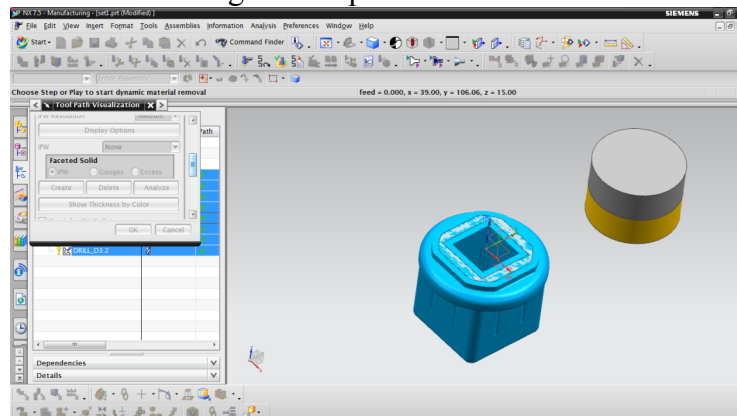 NX 7.5 - Manufacturing - [set1.prt (Modified) ]
SIEMENS
File Edit View Insert Format Tools Assemblies Information Analysis Preferences Window Help
Start
Command Finder
Entire Assembly
Choose Step or Play to start dynamic material removal
feed = 0.000, x = 39.00, y = 106.06, z = 15.00
Tool Path Visualization
IPW Resolution Medium
Display Options
Path
IPW None
Faceted Solid
IPW Gouges Excess
Create Delete Analyze
Show Thickness by Color
OK Cancel
DRILL_D3.2
Dependencies
Details